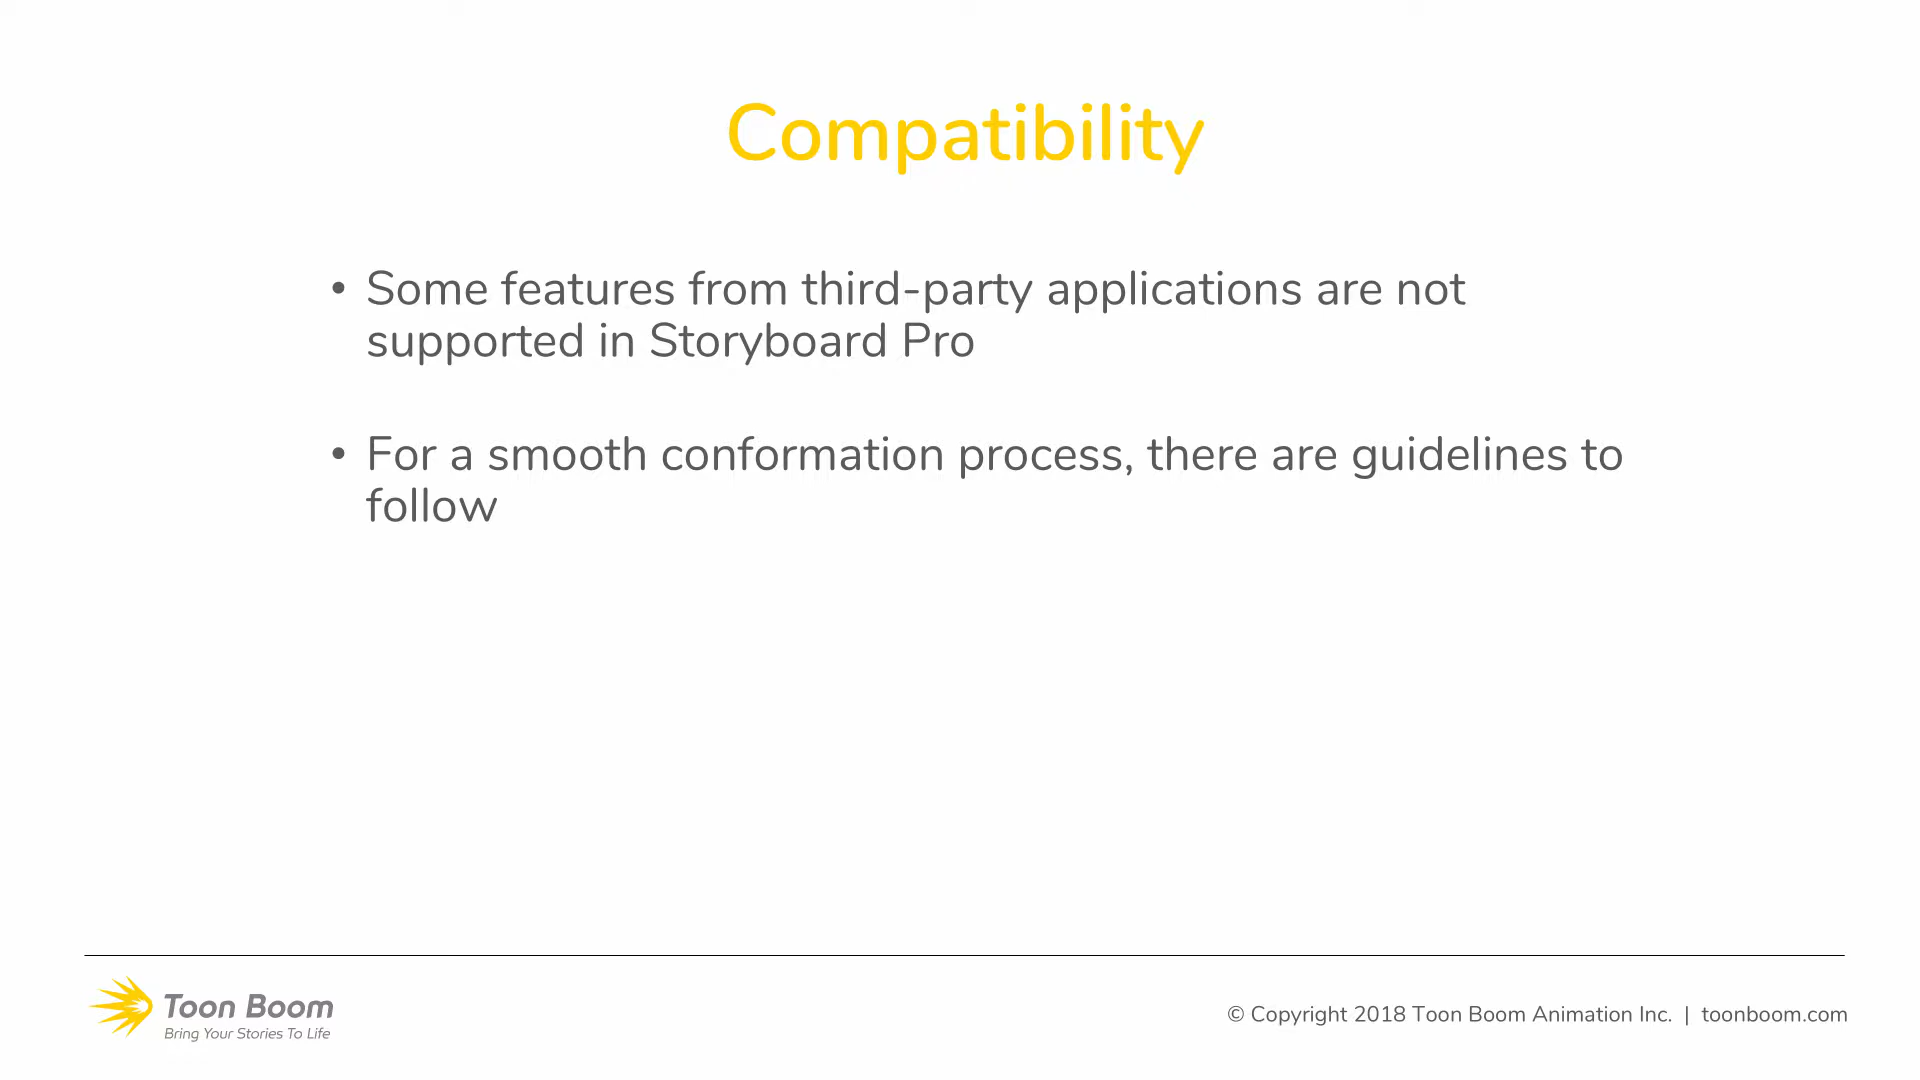 Compatibility
• Some features from third-party applications are not
supported in Storyboard Pro
• For a smooth conformation process, there are guidelines to
follow
Toon Boom
Bring Your Stories To Life
© Copyright 2018 Toon Boom Animation Inc. | toonboom.com